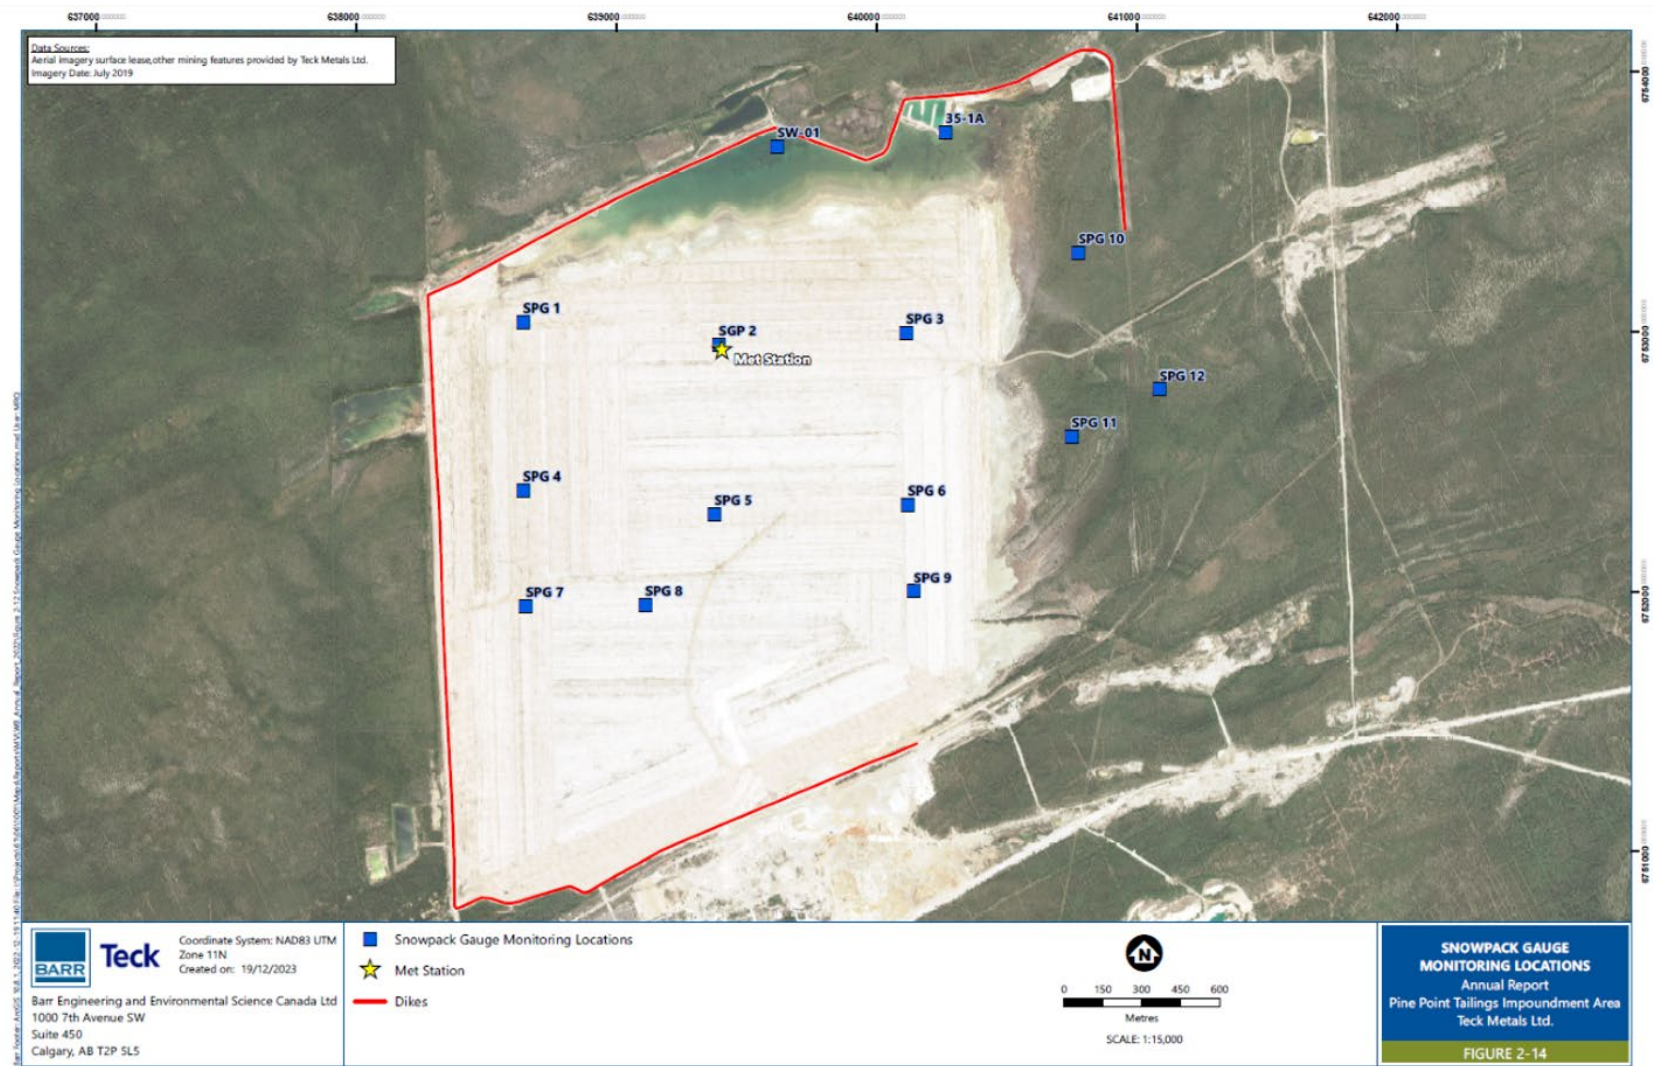 637000
638000
639000
640000
641000
642000
Data Sources:
Aerial imagery surface lease,other mining features provided by Teck Metals Ltd.
Imagery Date: July 2019
6754000
SW-01
35-1A
SPG 10
SPG 1
SGP 2
SPG 3
Met Station
6753000
SPG 12
SPG 11
SPG 4
SPG 5
SPG 6
SPG 7
SPG 8
SPG 9
6752000
6751000
BARR
Teck
Coordinate System: NAD83 UTM
Zone 11N
Created on: 19/12/2023
Barr Engineering and Environmental Science Canada Ltd
1000 7th Avenue SW
Suite 450
Calgary, AB T2P 5L5
Snowpack Gauge Monitoring Locations
Met Station
Dikes
N
0 150 300 450 600
Metres
SCALE: 1:15,000
SNOWPACK GAUGE
MONITORING LOCATIONS
Annual Report
Pine Point Tailings Impoundment Area
Teck Metals Ltd.
FIGURE 2-14